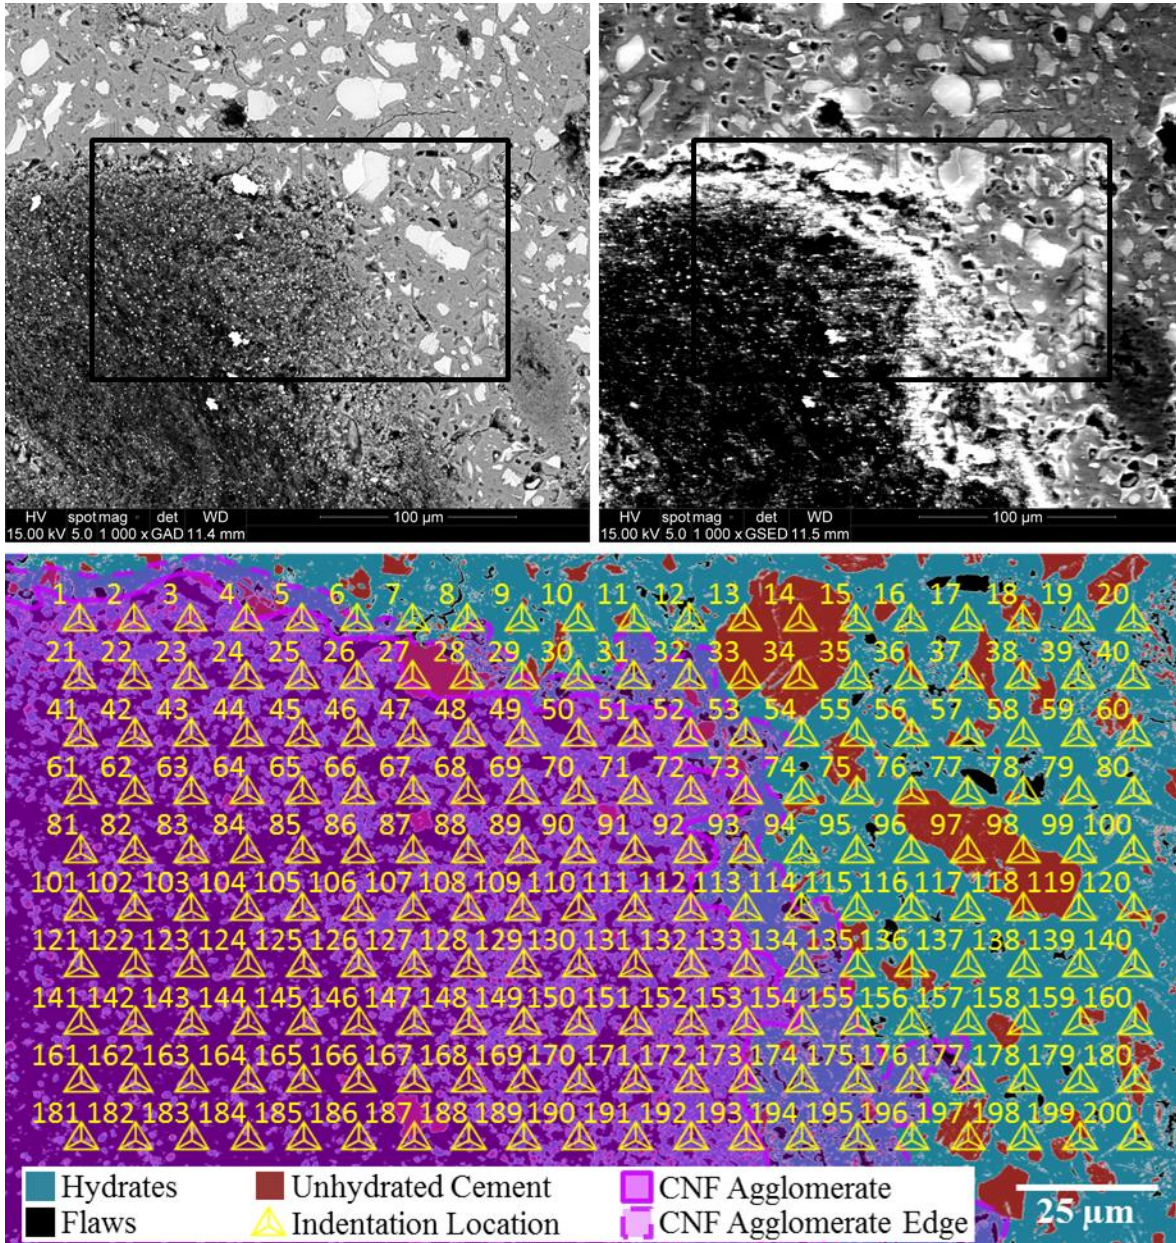 HV spot mag det WD 100 µm
15.00 kV 5.0 1 000 x GAD 11.4 mm
HV spot mag det WD 100 µm
15.00 kV 5.0 1 000 x GSED 11.5 mm
1 2 3 4 5 6 7 8 9 10 11 12 13 14 15 16 17 18 19 20
21 22 23 24 25 26 27 28 29 30 31 32 33 34 35 36 37 38 39 40
41 42 43 44 45 46 47 48 49 50 51 52 53 54 55 56 57 58 59 60
61 62 63 64 65 66 67 68 69 70 71 72 73 74 75 76 77 78 79 80
81 82 83 84 85 86 87 88 89 90 91 92 93 94 95 96 97 98 99 100
101 102 103 104 105 106 107 108 109 110 111 112 113 114 115 116 117 118 119 120
121 122 123 124 125 126 127 128 129 130 131 132 133 134 135 136 137 138 139 140
141 142 143 144 145 146 147 148 149 150 151 152 153 154 155 156 157 158 159 160
161 162 163 164 165 166 167 168 169 170 171 172 173 174 175 176 177 178 179 180
181 182 183 184 185 186 187 188 189 190 191 192 193 194 195 196 197 198 199 200
Hydrates Unhydrated Cement CNF Agglomerate
Flaws Indentation Location CNF Agglomerate Edge 25 µm